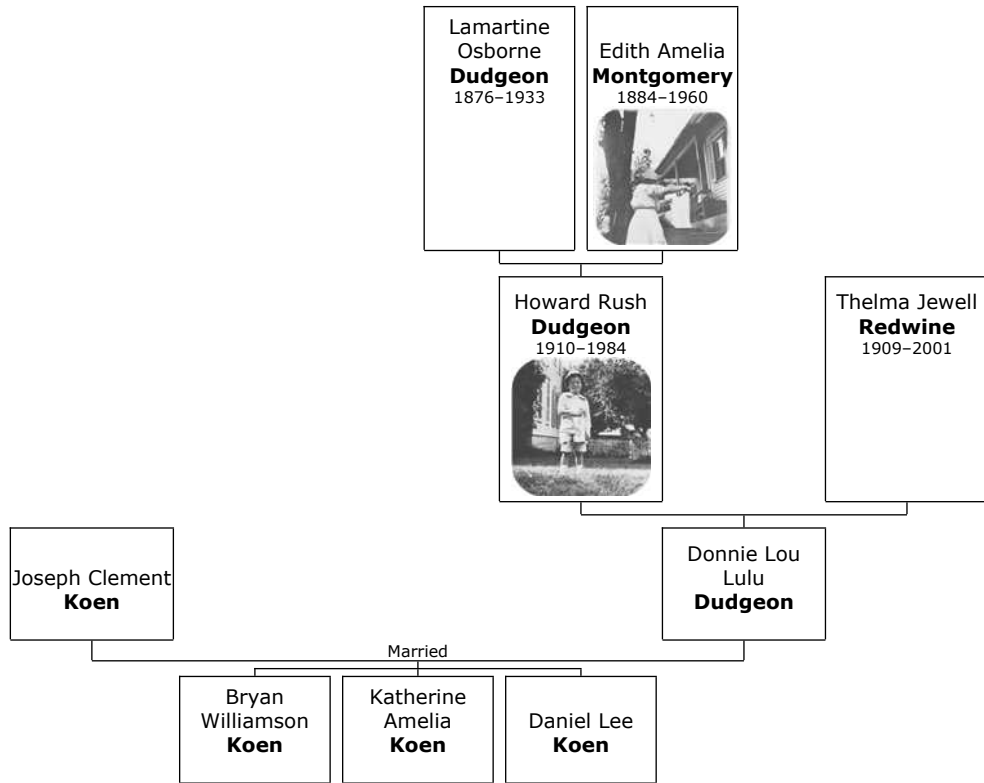 Lamartine
Osborne
Dudgeon
1876–1933
Edith Amelia
Montgomery
1884–1960
Howard Rush
Dudgeon
1910–1984
Thelma Jewell
Redwine
1909–2001
Joseph Clement
Koen
Donnie Lou
Lulu
Dudgeon
Married
Bryan
Williamson
Koen
Katherine
Amelia
Koen
Daniel Lee
Koen